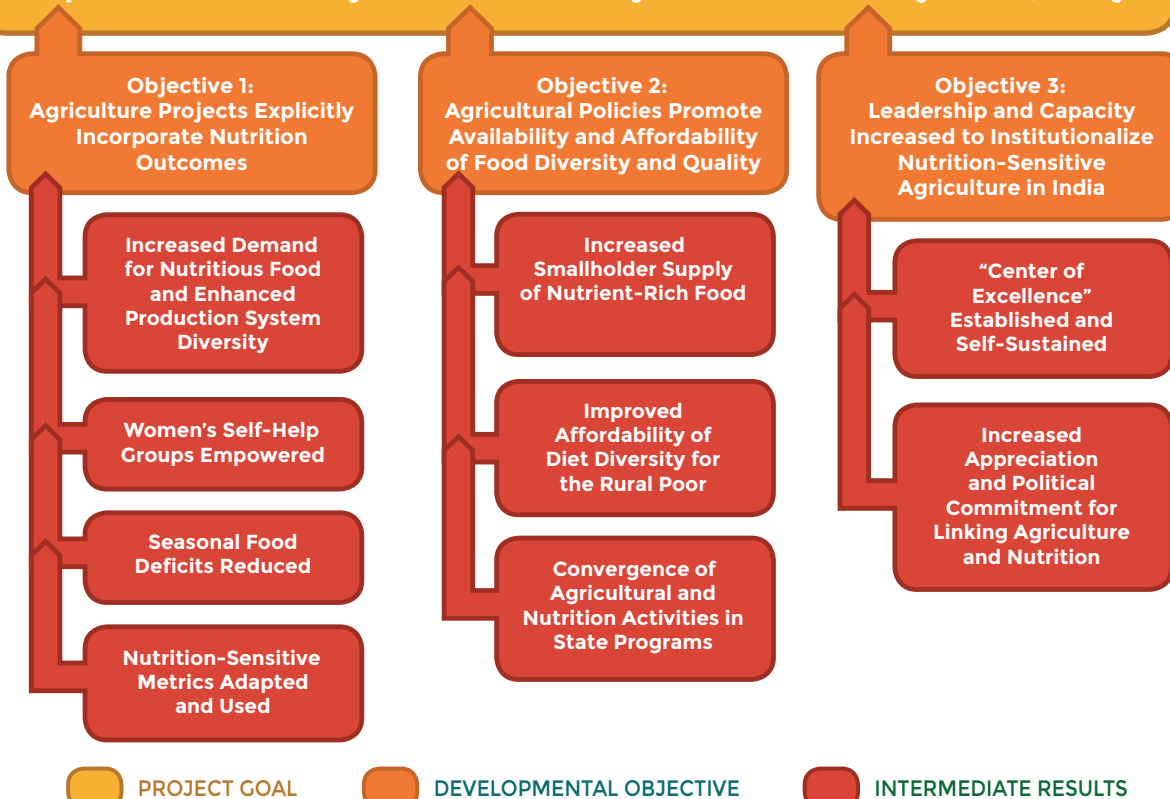 Objective 1:
Agriculture Projects Explicitly
Incorporate Nutrition
Outcomes
Increased Demand
for Nutritious Food
and Enhanced
Production System
Diversity
Women’s Self-Help
Groups Empowered
Seasonal Food
Deficits Reduced
Nutrition-Sensitive
Metrics Adapted
and Used
Objective 2:
Agricultural Policies Promote
Availability and Affordability
of Food Diversity and Quality
Increased
Smallholder Supply
of Nutrient-Rich Food
Improved
Affordability of
Diet Diversity for
the Rural Poor
Convergence of
Agricultural and
Nutrition Activities in
State Programs
Objective 3:
Leadership and Capacity
Increased to Institutionalize
Nutrition-Sensitive
Agriculture in India
“Center of
Excellence”
Established and
Self-Sustained
Increased
Appreciation
and Political
Commitment for
Linking Agriculture
and Nutrition
PROJECT GOAL
DEVELOPMENTAL OBJECTIVE
INTERMEDIATE RESULTS